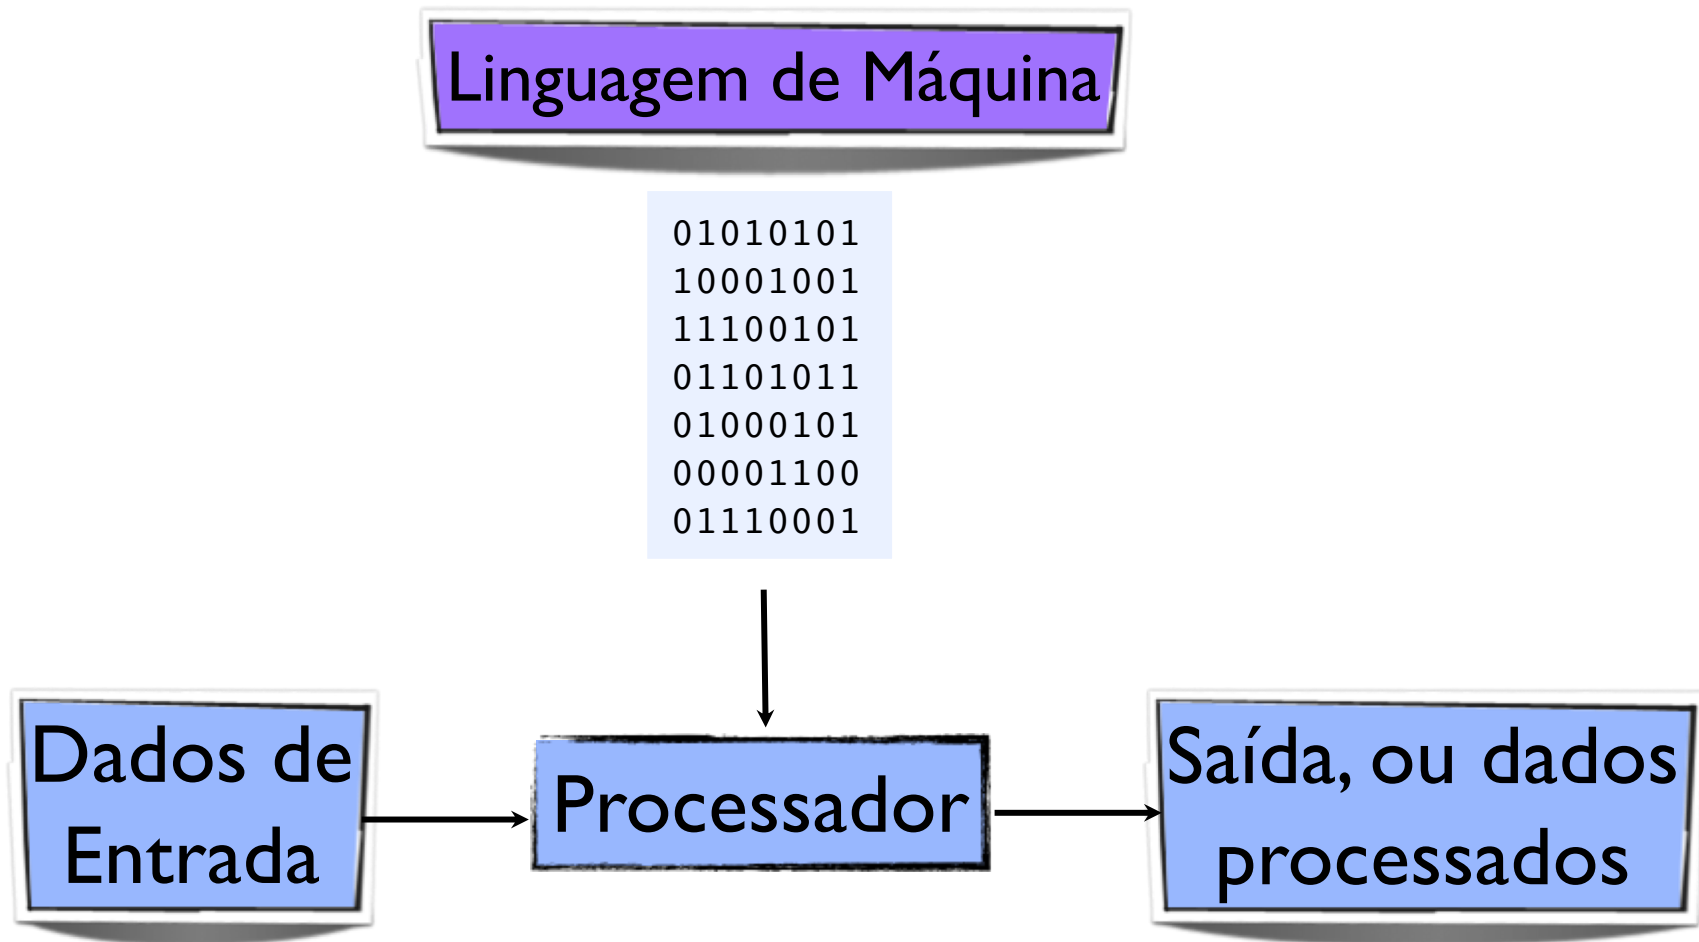 Linguagem de Máquina
01010101
10001001
11100101
01101011
01000101
00001100
01110001
Dados de
Entrada
Processador
Saída, ou dados
processados